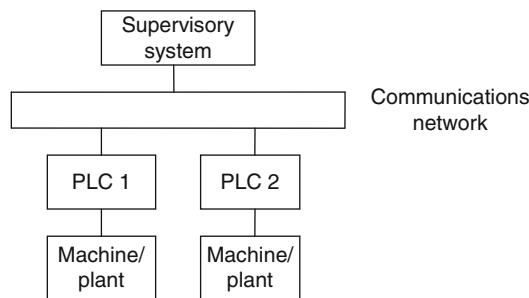 Supervisory
system
Communications
network
PLC 1
PLC 2
Machine/
plant
Machine/
plant